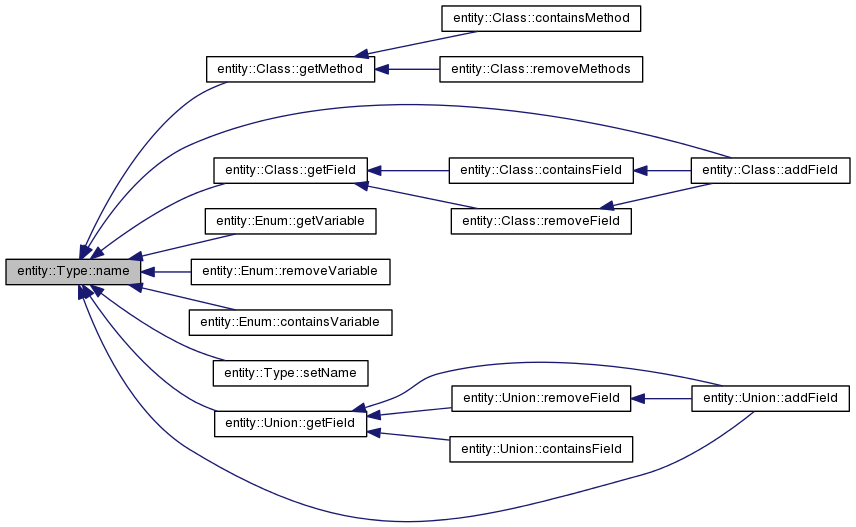 entity::Class::containsMethod
entity::Class::getMethod
entity::Class::removeMethods
entity::Class::getField
entity::Class::containsField
entity::Class::addField
entity::Enum::getVariable
entity::Class::removeField
entity::Type::name
entity::Enum::removeVariable
entity::Enum::containsVariable
entity::Type::setName
entity::Union::removeField
entity::Union::addField
entity::Union::getField
entity::Union::containsField